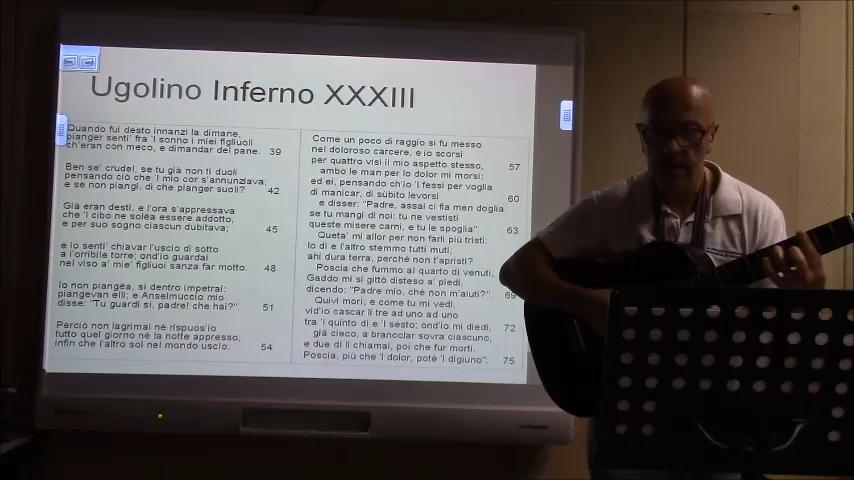 Ugolino Inferno XXXIII
Quando fui desto innanzi la dimane,
pianger senti' fra 'l sonno i miei figliuoli
ch'eran con meco, e dimandar del pane. 39
Ben se' crudel, se tu già non ti duoli
pensando ciò che 'l mio cor s'annunziava;
e se non piangi, di che pianger suoli? 42
Già eran desti, e l'ora s'appressava
che 'l cibo ne solëa essere addotto,
e per suo sogno ciascun dubitava; 45
e io senti' chiavar l'uscio di sotto
a l'orribile torre; ond'io guardai
nel viso a' mie' figliuoi sanza far motto. 48
Io non piangëa, sì dentro impetrai:
piangevan elli; e Anselmuccio mio
disse: "Tu guardi sì, padre! che hai?". 51
Perciò non lagrimai né rispuos'io
tutto quel giorno né la notte appresso,
infin che l'altro sol nel mondo uscìo. 54
Come un poco di raggio si fu messo
nel doloroso carcere, e io scorsi
per quattro visi il mio aspetto stesso, 57
ambo le man per lo dolor mi morsi;
ed ei, pensando ch'io 'l fessi per voglia
di manicar, di sùbito levorsi 60
e disser: "Padre, assai ci fia men doglia
se tu mangi di noi: tu ne vestisti
queste misere carni, e tu le spoglia". 63
Queta' mi allor per non farli più tristi;
lo dì e l'altro stemmo tutti muti;
ahi dura terra, perché non t'apristi?
Poscia che fummo al quarto dì venuti,
Gaddo mi si gittò disteso a' piedi,
dicendo: "Padre mio, ché non m'aiuti?". 69
Quivi morì; e come tu mi vedi,
vid'io cascar li tre ad uno ad uno
tra 'l quinto dì e 'l sesto; ond'io mi diedi, 72
già cieco, a brancolar sovra ciascuno,
e due dì li chiamai, poi che fur morti.
Poscia, più che 'l dolor, poté 'l digiuno". 75